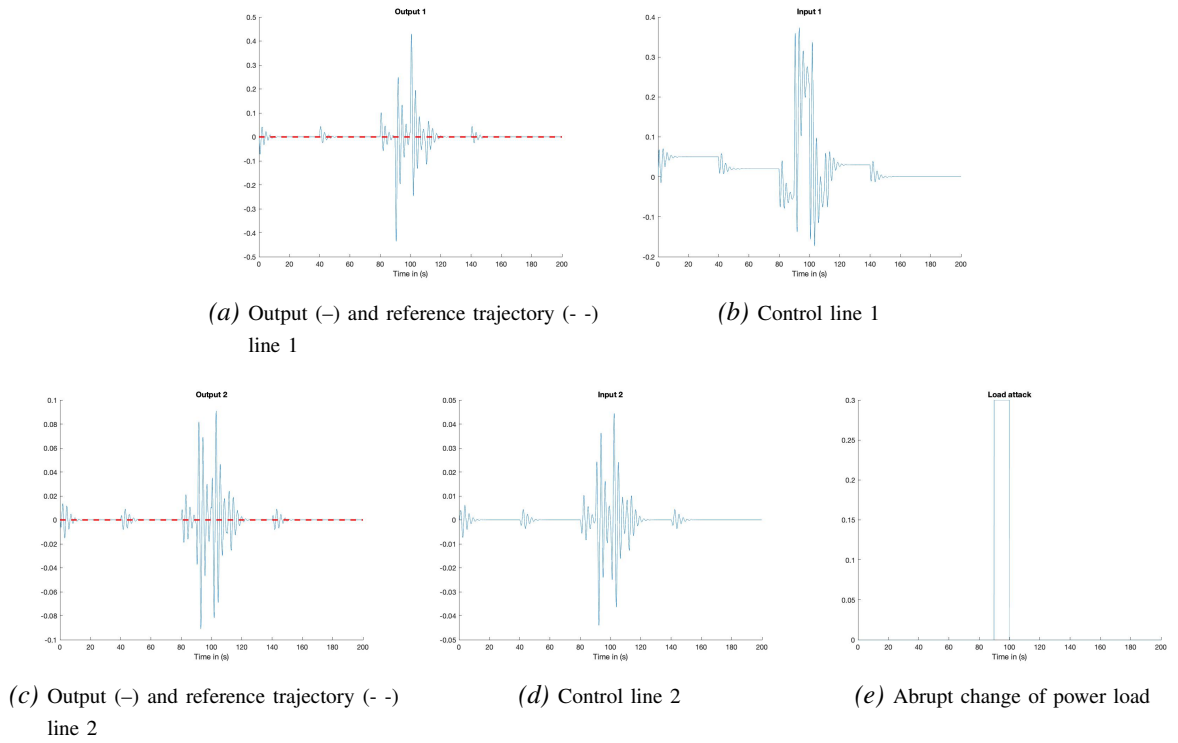 Output 1
0.5
0.4
0.3
0.2
0.1
0
-0.1
-0.2
-0.3
-0.4
-0.5
0 20 40 60 80 100 120 140 160 180 200
Time in (s)
(a) Output (–) and reference trajectory (- -)
line 1
Input 1
0.4
0.3
0.2
0.1
0
-0.1
-0.2
0 20 40 60 80 100 120 140 160 180 200
Time in (s)
(b) Control line 1
Output 2
0.1
0.08
0.06
0.04
0.02
0
-0.02
-0.04
-0.06
-0.08
-0.1
0 20 40 60 80 100 120 140 160 180 200
Time in (s)
(c) Output (–) and reference trajectory (- -)
line 2
Input 2
0.05
0.04
0.03
0.02
0.01
0
-0.01
-0.02
-0.03
-0.04
-0.05
0 20 40 60 80 100 120 140 160 180 200
Time in (s)
(d) Control line 2
Load attack
0.3
0.25
0.2
0.15
0.1
0.05
0
0 20 40 60 80 100 120 140 160 180 200
Time in (s)
(e) Abrupt change of power load